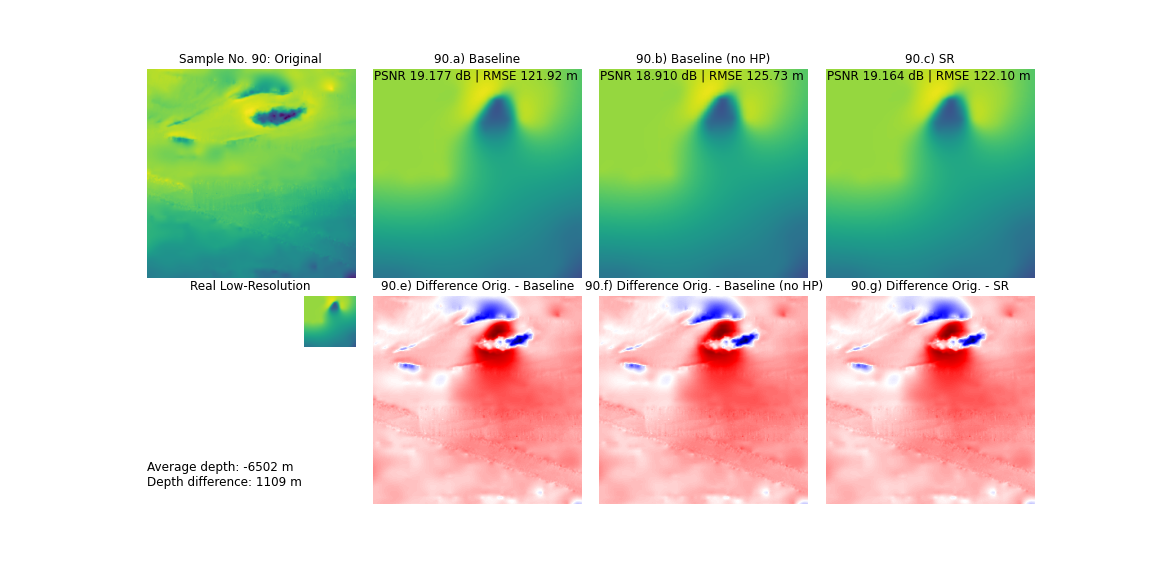 Sample No. 90: Original
90.a) Baseline
90.b) Baseline (no HP)
90.c) SR
PSNR 19.177 dB | RMSE 121.92 m
PSNR 18.910 dB | RMSE 125.73 m
PSNR 19.164 dB | RMSE 122.10 m
Real Low-Resolution
90.e) Difference Orig. - Baseline
90.f) Difference Orig. - Baseline (no HP)
90.g) Difference Orig. - SR
Average depth: -6502 m
Depth difference: 1109 m